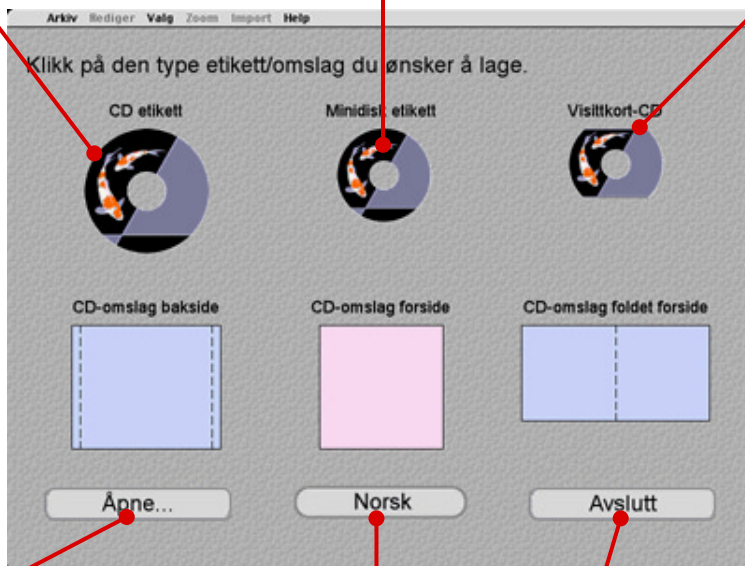 Arkiv Rediger Valg Zoom Import Help
Klikk på den type etikett/omslag du ønsker å lage.
CD etikett Minidisk etikett Visittkort-CD
CD-omslag bakside CD-omslag forside CD-omslag foldet forside
Åpne... Norsk Avslutt